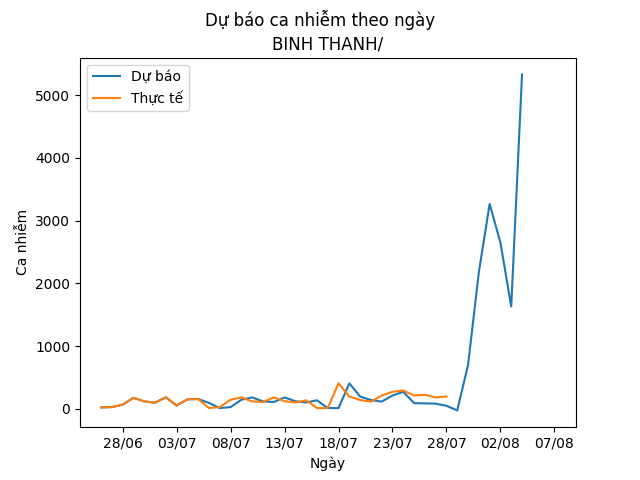 Dự báo ca nhiễm theo ngày
BINH THANH/
Dự báo
Thực tế
Ca nhiễm
5000
4000
3000
2000
1000
0
28/06 03/07 08/07 13/07 18/07 23/07 28/07 02/08 07/08
Ngày